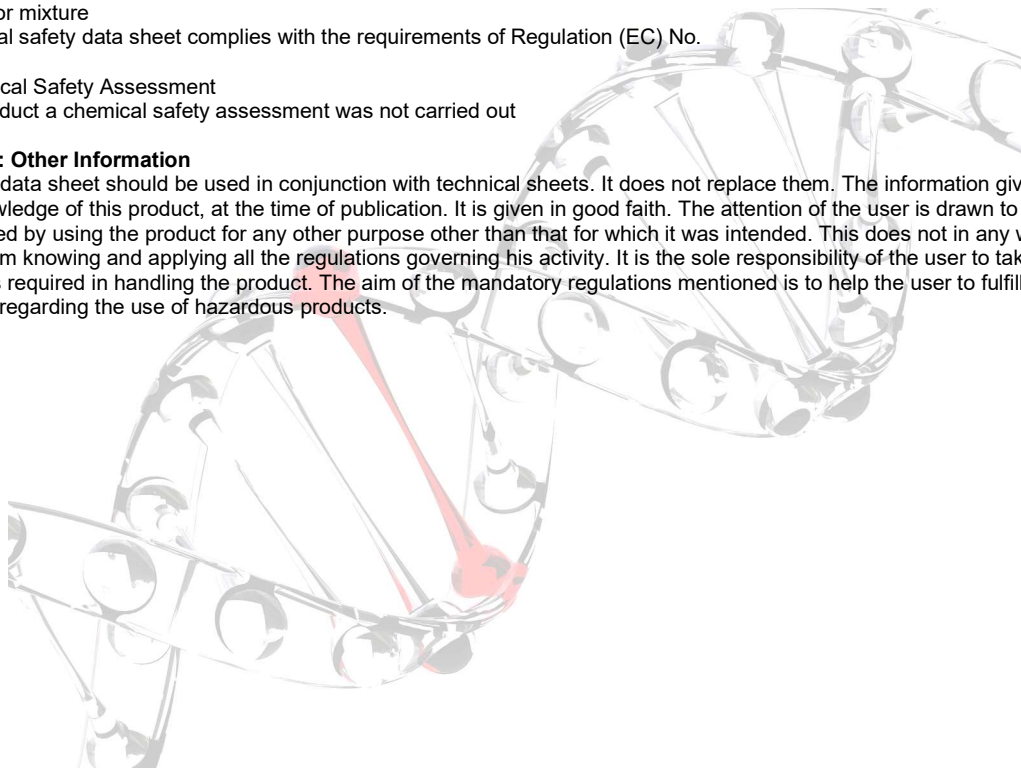 or mixture
al safety data sheet complies with the requirements of Regulation (EC) No.
cal Safety Assessment
duct a chemical safety assessment was not carried out
: Other Information
data sheet should be used in conjunction with technical sheets. It does not replace them. The information giv
wledge of this product, at the time of publication. It is given in good faith. The attention of the user is drawn to
ed by using the product for any other purpose other than that for which it was intended. This does not in any w
m knowing and applying all the regulations governing his activity. It is the sole responsibility of the user to tak
s required in handling the product. The aim of the mandatory regulations mentioned is to help the user to fulfill
regarding the use of hazardous products.